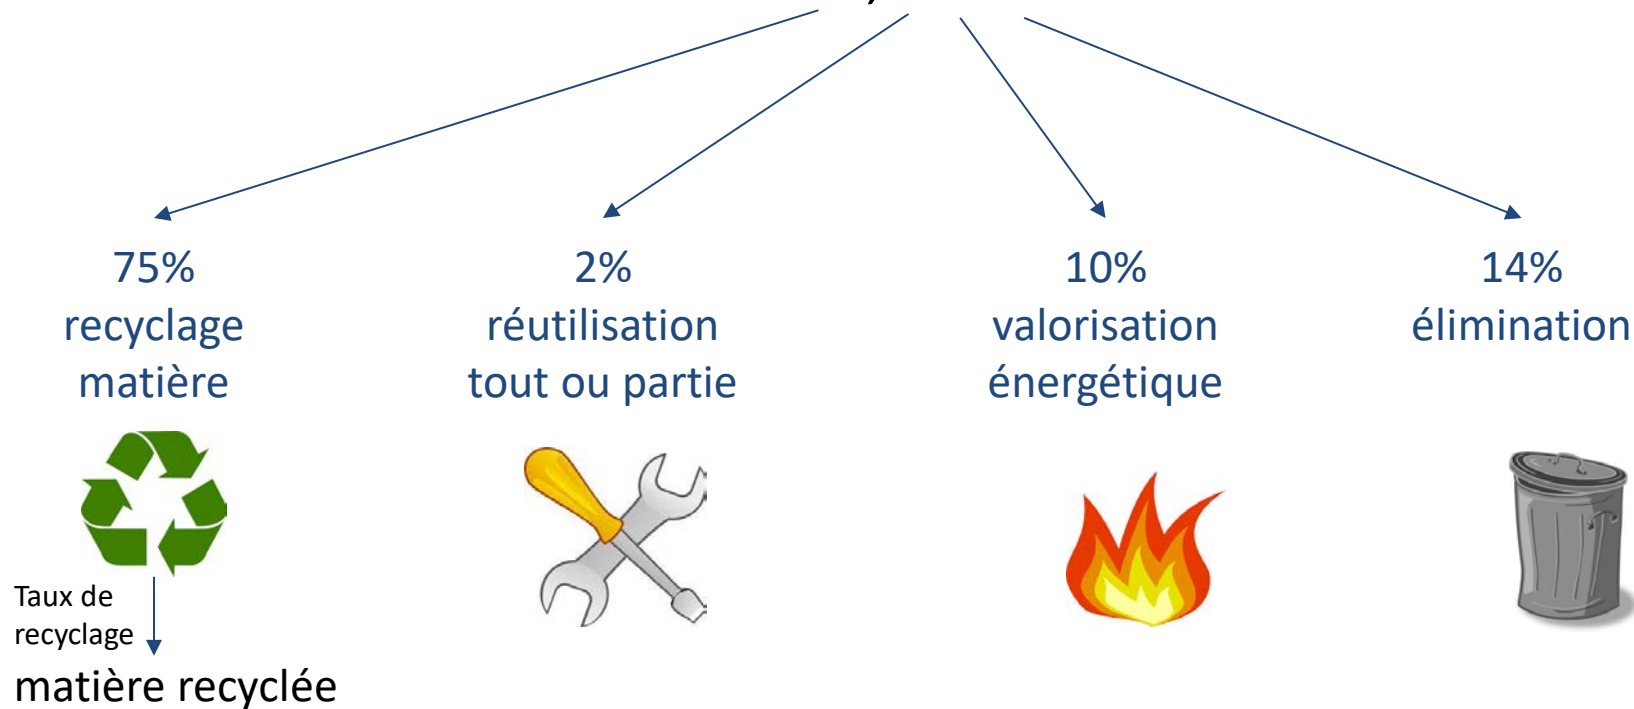 75%
recyclage
matière
2%
réutilisation
tout ou partie
10%
valorisation
énergétique
14%
élimination
Taux de
recyclage
matière recyclée